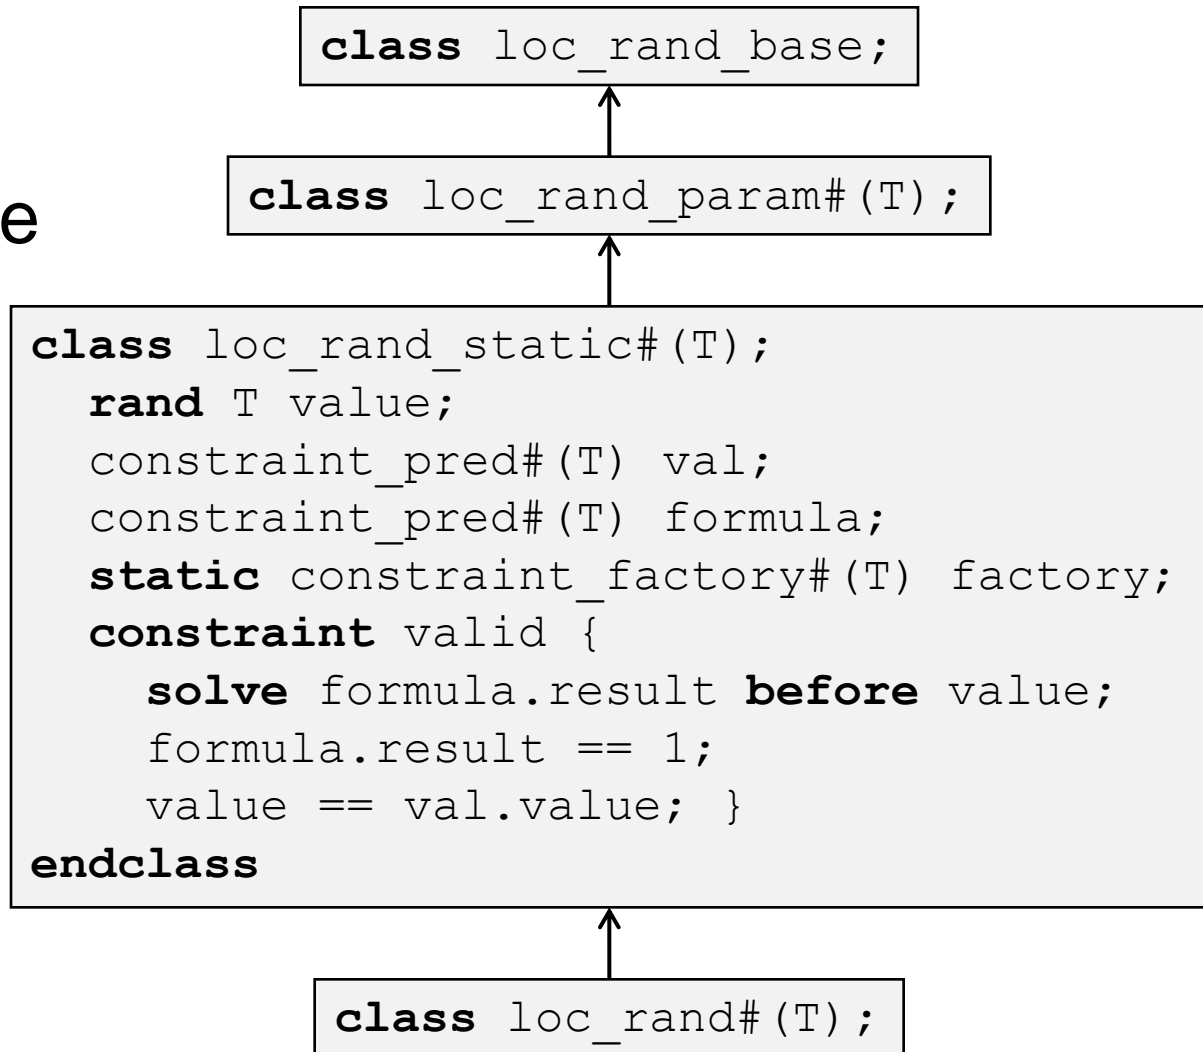 class loc_rand_base;
class loc_rand_param#(T);
e
class loc_rand_static#(T);
rand T value;
constraint_pred#(T) val;
constraint_pred#(T) formula;
static constraint_factory#(T) factory;
constraint valid {
solve formula.result before value;
formula.result == 1;
value == val.value; }
endclass
class loc_rand#(T);